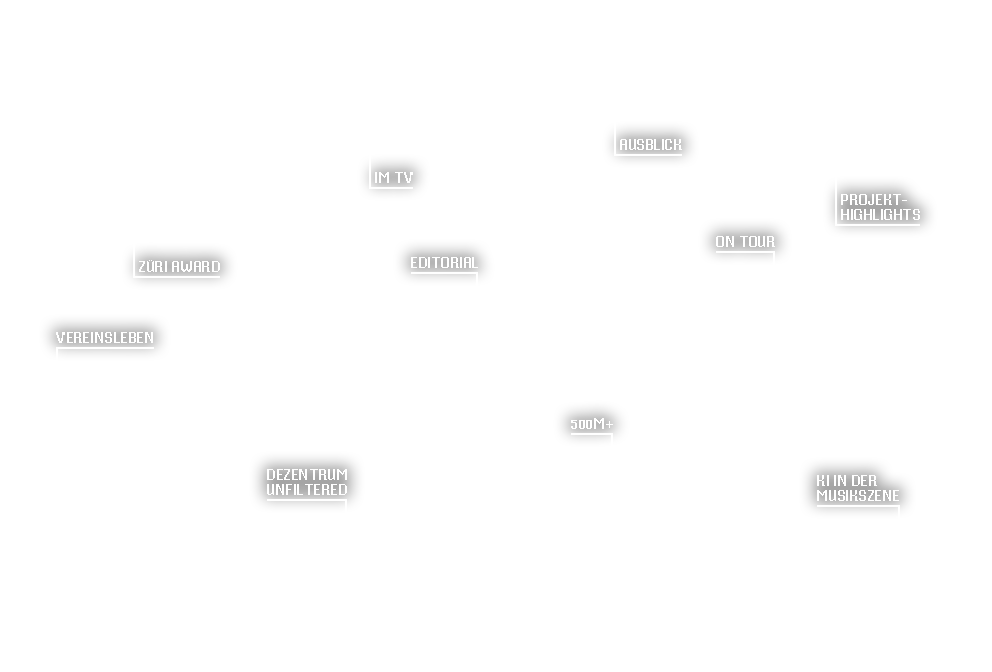 AUSBLICK
IM TV
PROJEKT-
HIGHLIGHTS
ON TOUR
EDITORIAL
ZÜRI AWARD
VEREINSLEBEN
500M+
DEZENTRUM
UNFILTERED
KI IN DER
MUSIKSZENE